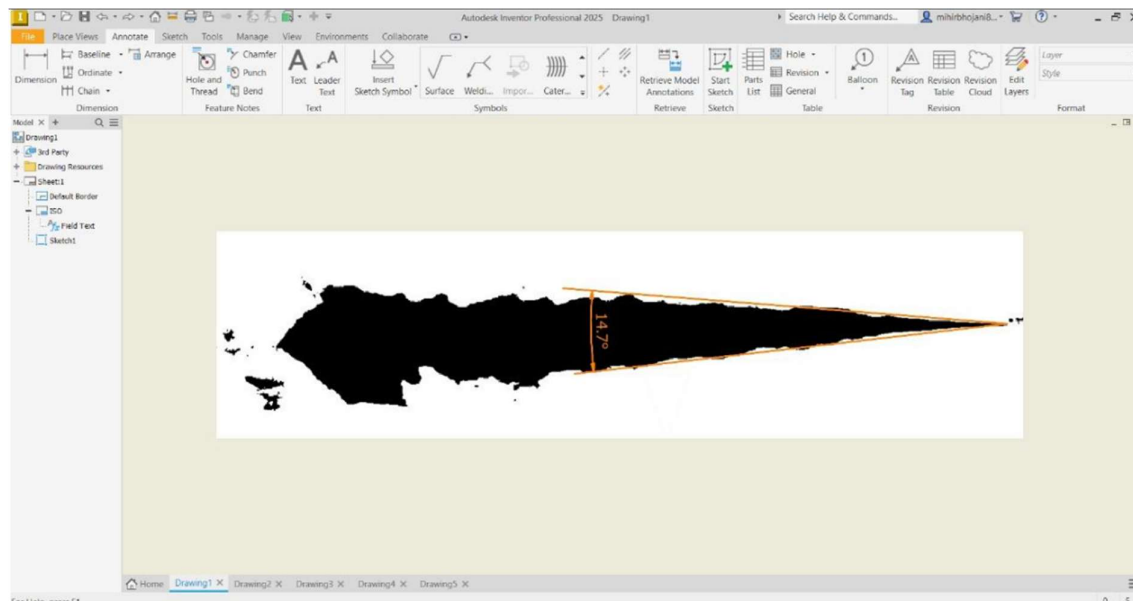 Autodesk Inventor Professional 2025 Drawing1
Search Help & Commands...
mihirbhojani8...
File Place Views Annotate Sketch Tools Manage View Environments Collaborate
Dimension
Baseline
Ordinate
Chain
Arrange
Dimension
Hole and Thread
Chamfer
Punch
Bend
Feature Notes
Text
Leader Text
Text
Insert Sketch Symbol
Surface
Weldi...
Impor...
Cater...
Symbols
Retrieve Model Annotations
Retrieve
Start Sketch
Sketch
Parts List
Hole
Revision
General
Table
Balloon
Revision Tag
Revision Table
Revision Cloud
Revision
Edit Layers
Layer
Style
Format
Model
Drawing1
3rd Party
Drawing Resources
Sheet:1
Default Border
ISO
Field Text
Sketch1
14.7°
Home Drawing1 Drawing2 Drawing3 Drawing4 Drawing5